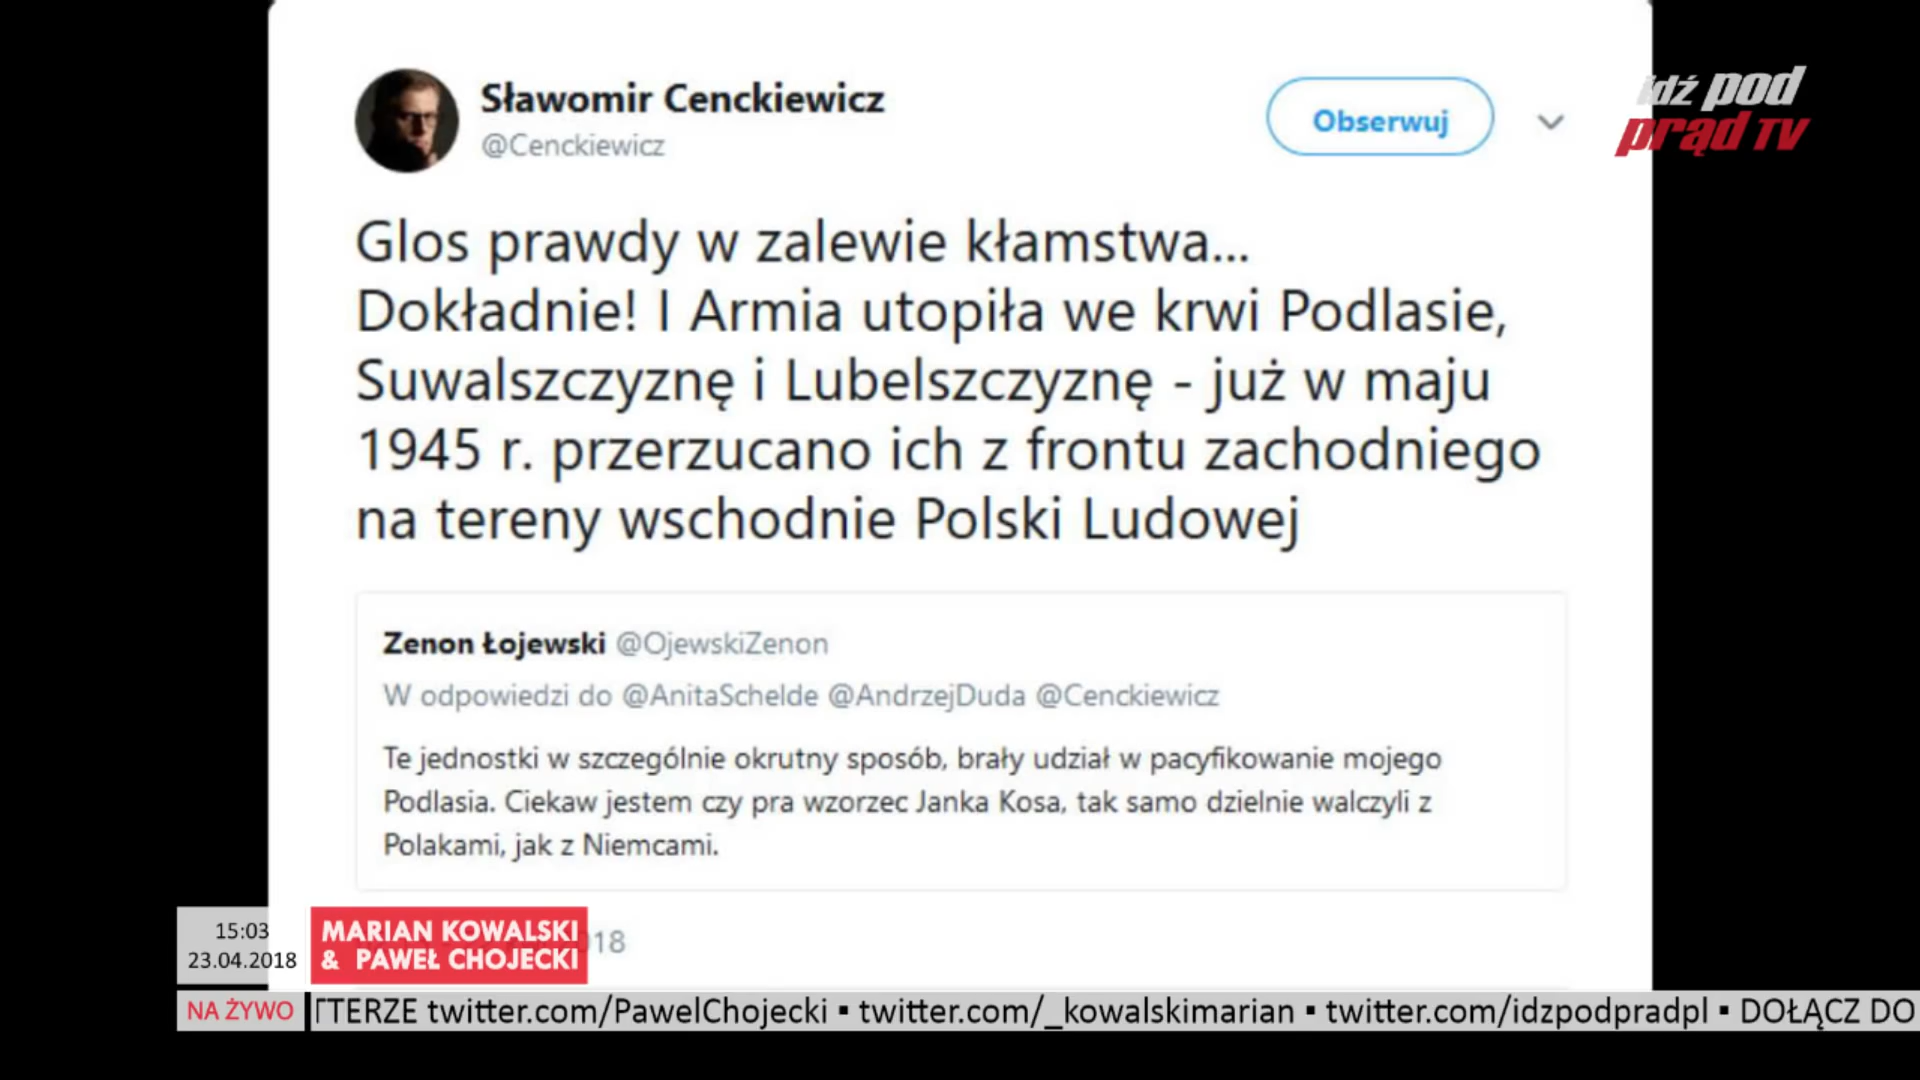 Sławomir Cenckiewicz
@Cenckiewicz
Obserwuj
idź pod
prąd TV
Glos prawdy w zalewie kłamstwa...
Dokładnie! I Armia utopiła we krwi Podlasie,
Suwalszczyznę i Lubelszczyznę - już w maju
1945 r. przerzucano ich z frontu zachodniego
na tereny wschodnie Polski Ludowej
Zenon Łojewski @OjewskiZenon
W odpowiedzi do @AnitaSchelde @AndrzejDuda @Cenckiewicz
Te jednostki w szczególnie okrutny sposób, brały udział w pacyfikowanie mojego
Podlasia. Ciekaw jestem czy pra wzorzec Janka Kosa, tak samo dzielnie walczyli z
Polakami, jak z Niemcami.
15:03
23.04.2018
MARIAN KOWALSKI
& PAWEŁ CHOJECKI
18
NA ŻYWO
TTERZE twitter.com/PawelChojecki ▪ twitter.com/_kowalskimarian ▪ twitter.com/idzpodpradpl ▪ DOŁĄCZ DO